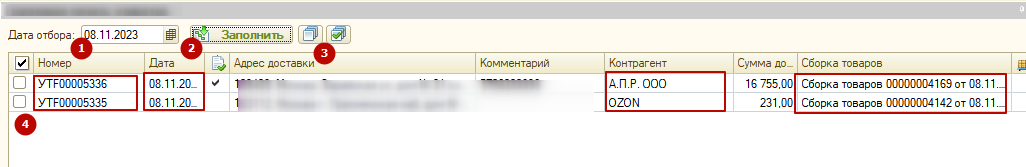 Дата отбора: 08.11.2023 Заполнить
1 2 3
Номер Дата Адрес доставки Комментарий Контрагент Сумма до... Сборка товаров
УТF00005336 08.11.20... А.П.Р. ООО 16 755,00 Сборка товаров 00000004169 от 08.11....
УТF00005335 08.11.20... OZON 231,00 Сборка товаров 00000004142 от 08.11....
4